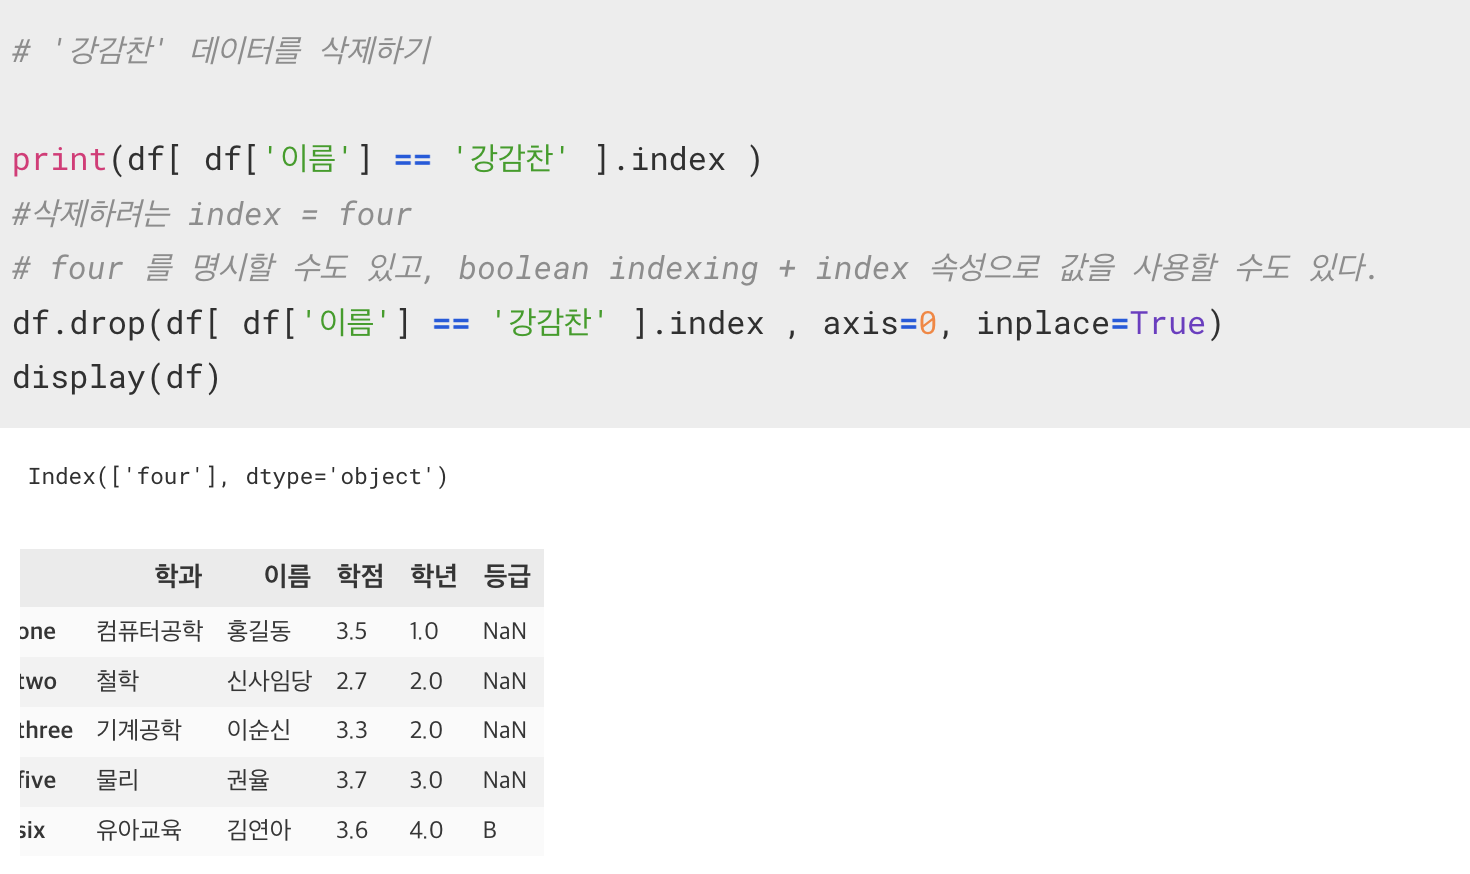 # '강감찬' 데이터를 삭제하기
print(df[ df['이름'] == '강감찬' ].index )
#삭제하려는 index = four
# four 를 명시할 수도 있고, boolean indexing + index 속성으로 값을 사용할 수도 있다.
df.drop(df[ df['이름'] == '강감찬' ].index , axis=0, inplace=True)
display(df)
Index(['four'], dtype='object')
학과 이름 학점 학년 등급
one 컴퓨터공학 홍길동 3.5 1.0 NaN
two 철학 신사임당 2.7 2.0 NaN
three 기계공학 이순신 3.3 2.0 NaN
five 물리 권율 3.7 3.0 NaN
six 유아교육 김연아 3.6 4.0 B